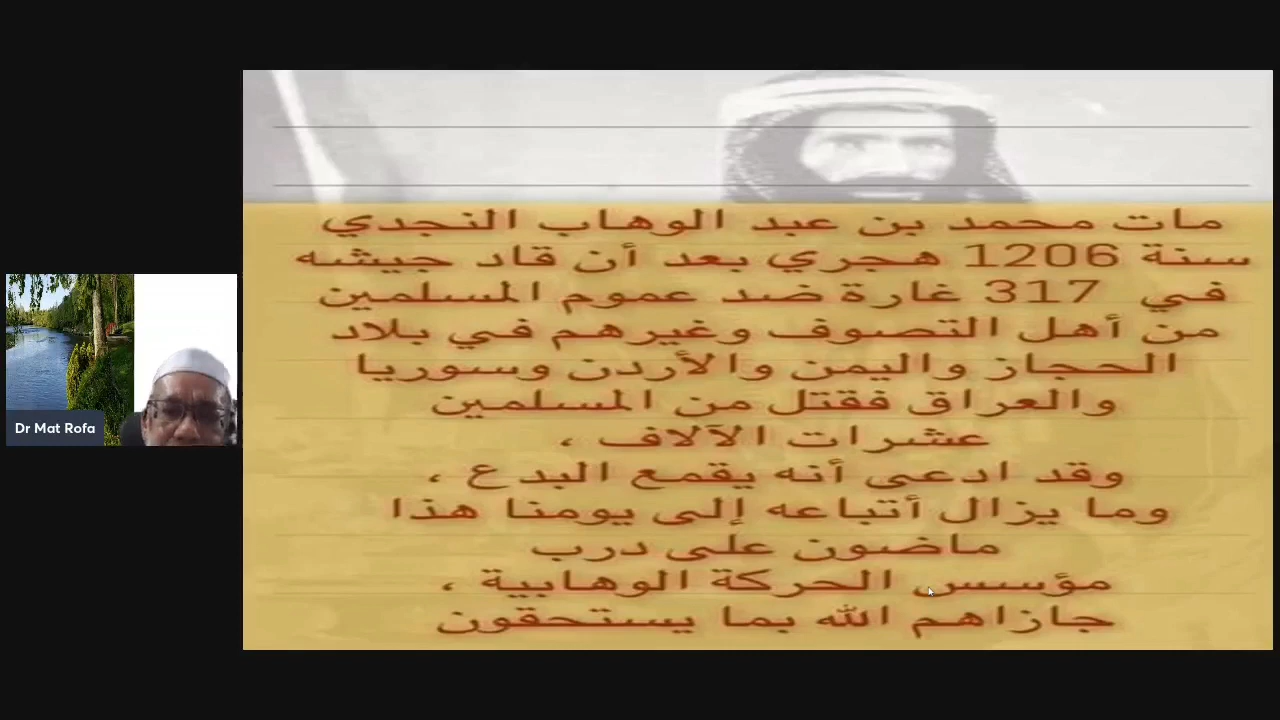 مات محمد بن عبد الوهاب النجدي
سنة 1206 هجري بعد أن قاد جيشه
في 317 غارة ضد عموم المسلمين
من أهل التصوف وغيرهم في بلاد
الحجاز واليمن والأردن وسوريا
والعراق فقتل من المسلمين
عشرات الآلاف ،
وقد ادعى أنه يقمع البدع ،
وما يزال أتباعه إلى يومنا هذا
ماضون على درب
مؤسس الحركة الوهابية ،
جازاهم الله بما يستحقون
Dr Mat Rofa